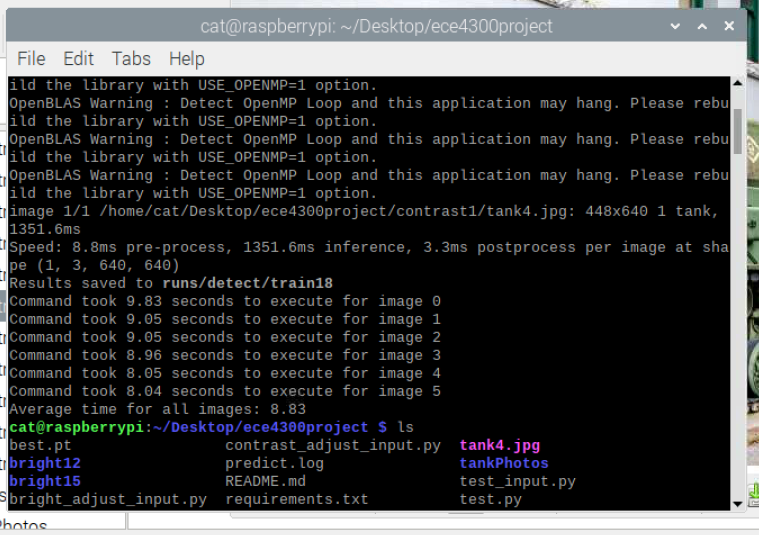 cat@raspberrypi: ~/Desktop/ece4300project
File Edit Tabs Help
ild the library with USE_OPENMP=1 option.
OpenBLAS Warning : Detect OpenMP Loop and this application may hang. Please rebu
ild the library with USE_OPENMP=1 option.
OpenBLAS Warning : Detect OpenMP Loop and this application may hang. Please rebu
ild the library with USE_OPENMP=1 option.
OpenBLAS Warning : Detect OpenMP Loop and this application may hang. Please rebu
ild the library with USE_OPENMP=1 option.
image 1/1 /home/cat/Desktop/ece4300project/contrast1/tank4.jpg: 448x640 1 tank,
1351.6ms
Speed: 8.8ms pre-process, 1351.6ms inference, 3.3ms postprocess per image at sha
pe (1, 3, 640, 640)
Results saved to runs/detect/train18
Command took 9.83 seconds to execute for image 0
Command took 9.05 seconds to execute for image 1
Command took 9.05 seconds to execute for image 2
Command took 8.96 seconds to execute for image 3
Command took 8.05 seconds to execute for image 4
Command took 8.04 seconds to execute for image 5
Average time for all images: 8.83
cat@raspberrypi:~/Desktop/ece4300project $ ls
best.pt contrast_adjust_input.py tank4.jpg
bright12 predict.log tankPhotos
bright15 README.md test_input.py
bright_adjust_input.py requirements.txt test.py